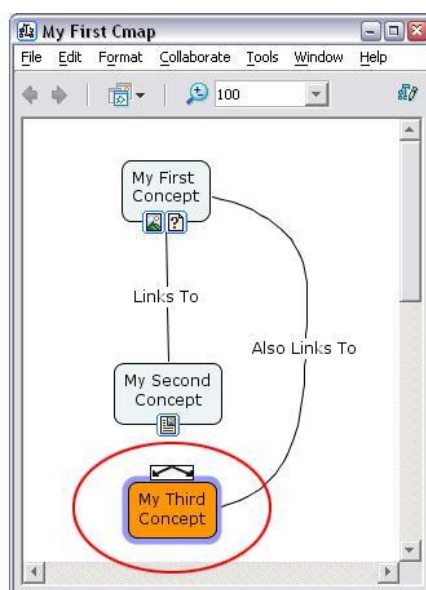 My First Cmap
File Edit Format Collaborate Tools Window Help
100
My First
Concept
?
Links To
Also Links To
My Second
Concept
My Third
Concept